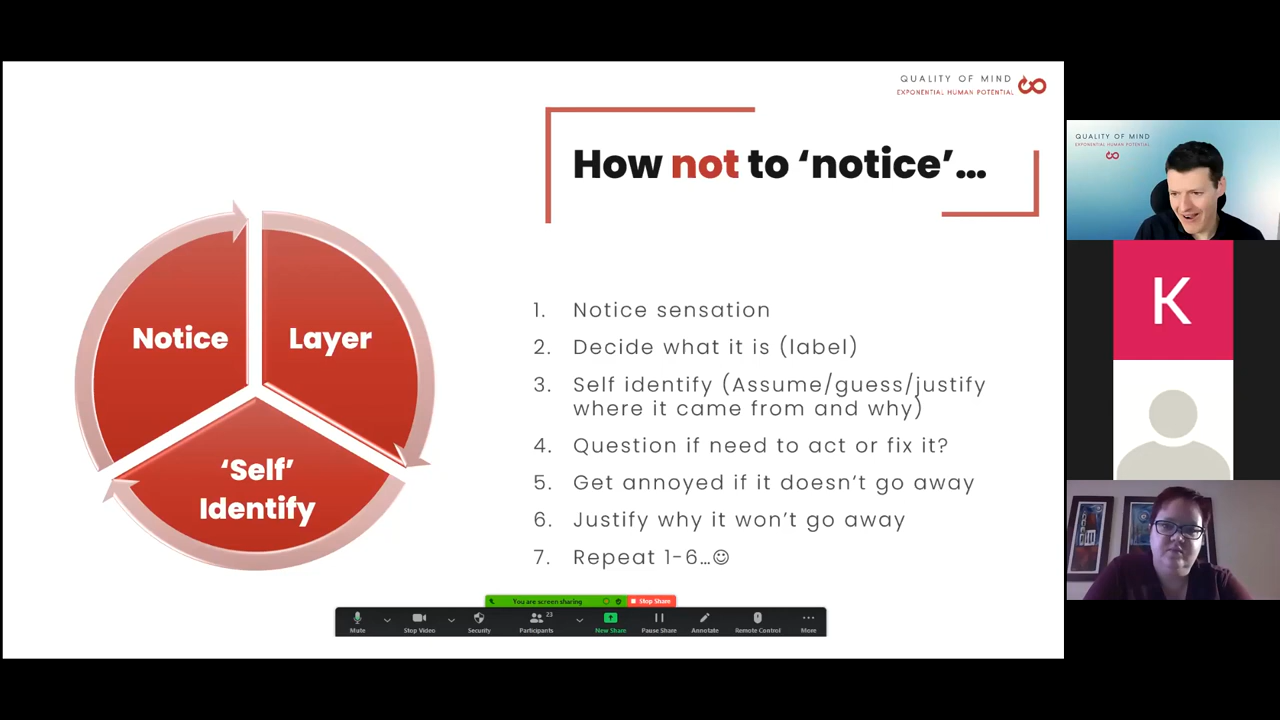 QUALITY OF MIND
EXPONENTIAL HUMAN POTENTIAL
How not to ‘notice’...
Notice
Layer
‘Self’
Identify
1. Notice sensation
2. Decide what it is (label)
3. Self identify (Assume/guess/justify
where it came from and why)
4. Question if need to act or fix it?
5. Get annoyed if it doesn’t go away
6. Justify why it won’t go away
7. Repeat 1-6...☺
You are screen sharing
Stop Share
Mute
Stop Video
Security
Participants
23
New Share
Pause Share
Annotate
Remote Control
More
QUALITY OF MIND
EXPONENTIAL HUMAN POTENTIAL
K